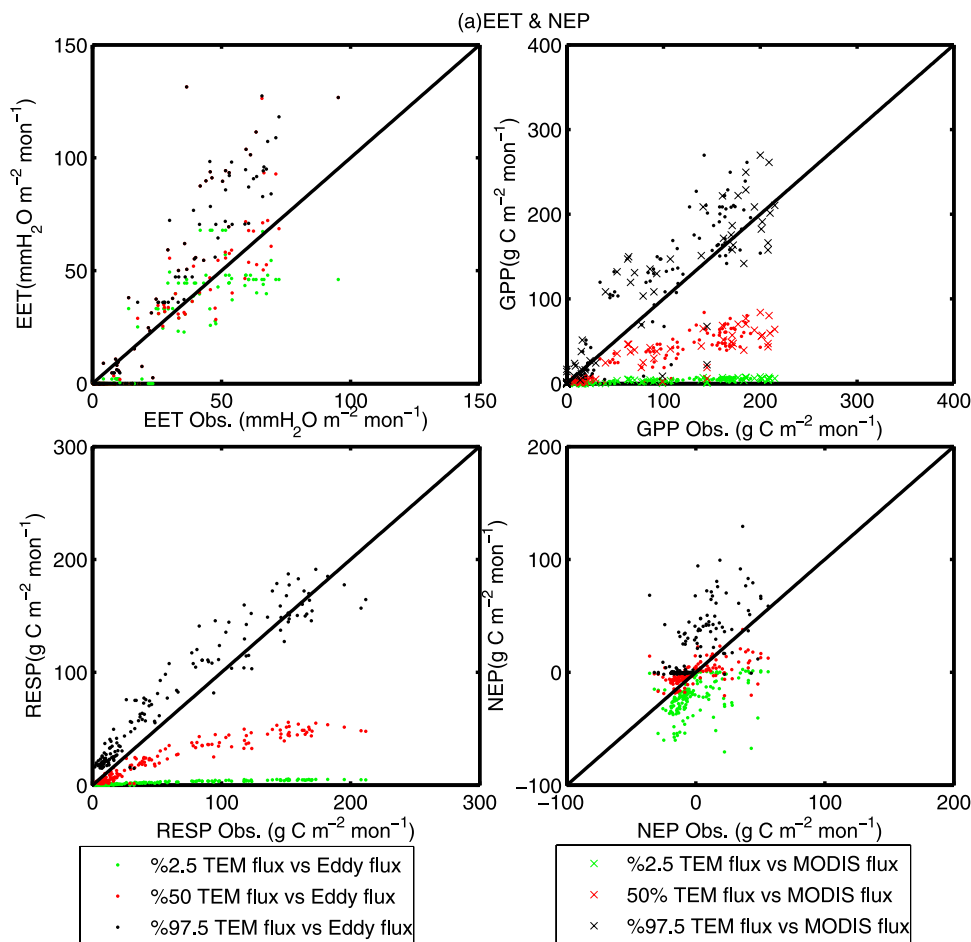 (a)EET & NEP
150
100
50
0
EET(mmH2O m−2 mon−1)
0 50 100 150
EET Obs. (mmH2O m−2 mon−1)
400
300
200
100
0
GPP(g C m−2 mon−1)
0 100 200 300 400
GPP Obs. (g C m−2 mon−1)
300
200
100
0
RESP(g C m−2 mon−1)
0 100 200 300
RESP Obs. (g C m−2 mon−1)
200
100
0
−100
NEP(g C m−2 mon−1)
−100 0 100 200
NEP Obs. (g C m−2 mon−1)
%2.5 TEM flux vs Eddy flux
%50 TEM flux vs Eddy flux
%97.5 TEM flux vs Eddy flux
%2.5 TEM flux vs MODIS flux
50% TEM flux vs MODIS flux
%97.5 TEM flux vs MODIS flux